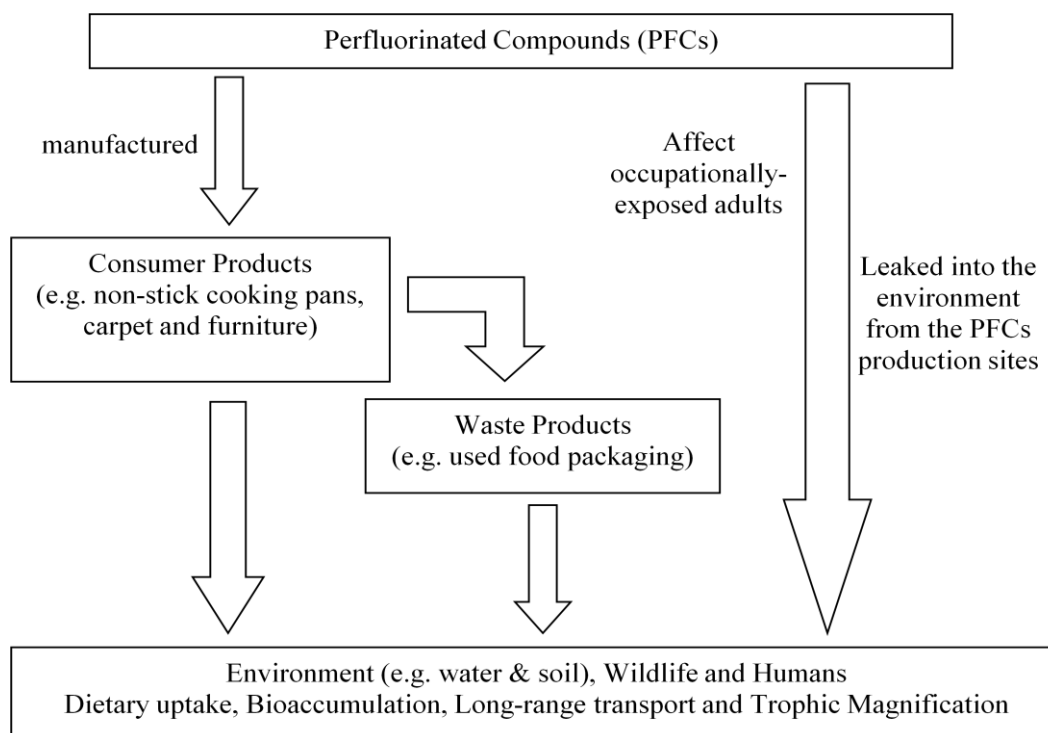 Perfluorinated Compounds (PFCs)
manufactured
Affect
occupationally-
exposed adults
Consumer Products
(e.g. non-stick cooking pans,
carpet and furniture)
Leaked into the
environment
from the PFCs
production sites
Waste Products
(e.g. used food packaging)
Environment (e.g. water & soil), Wildlife and Humans
Dietary uptake, Bioaccumulation, Long-range transport and Trophic Magnification